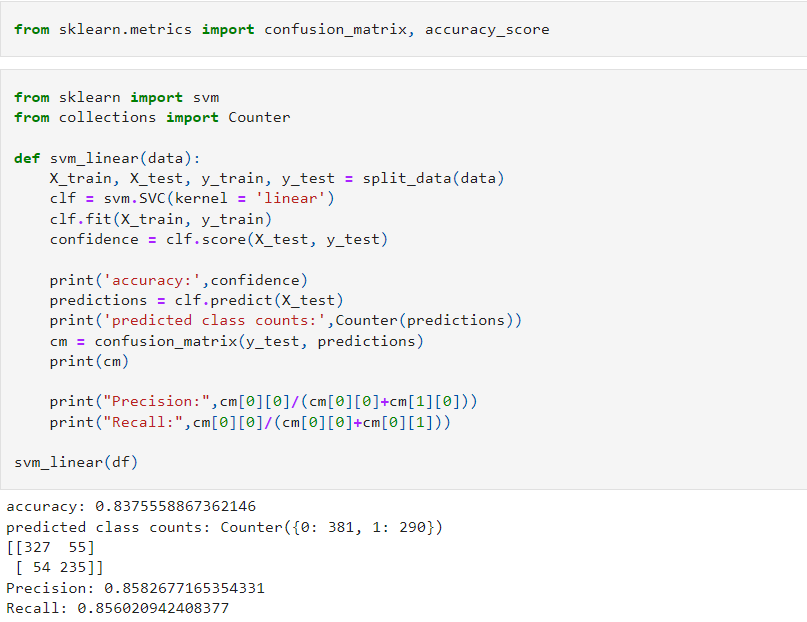 from sklearn.metrics import confusion_matrix, accuracy_score
from sklearn import svm
from collections import Counter
def svm_linear(data):
    X_train, X_test, y_train, y_test = split_data(data)
    clf = svm.SVC(kernel = 'linear')
    clf.fit(X_train, y_train)
    confidence = clf.score(X_test, y_test)
    print('accuracy:',confidence)
    predictions = clf.predict(X_test)
    print('predicted class counts:',Counter(predictions))
    cm = confusion_matrix(y_test, predictions)
    print(cm)
    print("Precision:",cm[0][0]/(cm[0][0]+cm[1][0]))
    print("Recall:",cm[0][0]/(cm[0][0]+cm[0][1]))
svm_linear(df)
accuracy: 0.8375558867362146
predicted class counts: Counter({0: 381, 1: 290})
[[327  55]
 [ 54 235]]
Precision: 0.8582677165354331
Recall: 0.856020942408377